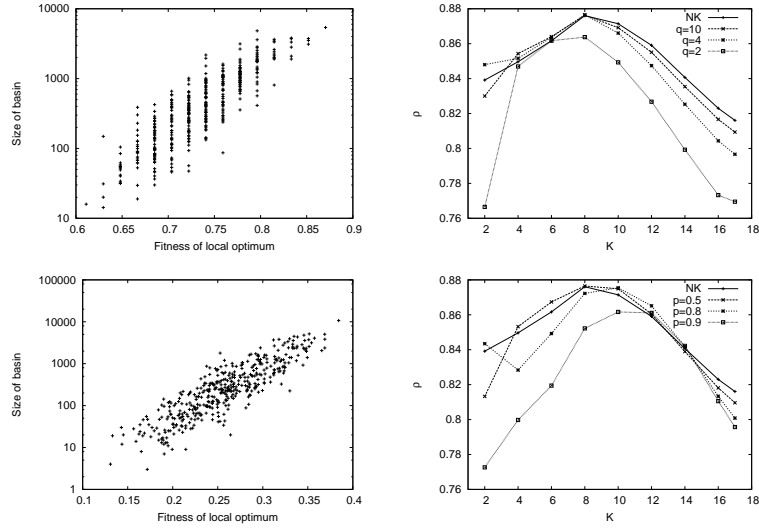 10000
1000
100
10
Size of basin
0.6 0.65 0.7 0.75 0.8 0.85 0.9
Fitness of local optimum
0.88
0.86
0.84
0.82
0.8
0.78
0.76
ρ
2 4 6 8 10 12 14 16 18
K
NK
q=10
q=4
q=2
100000
10000
1000
100
10
1
Size of basin
0.1 0.15 0.2 0.25 0.3 0.35 0.4
Fitness of local optimum
0.88
0.86
0.84
0.82
0.8
0.78
0.76
ρ
2 4 6 8 10 12 14 16 18
K
NK
p=0.5
p=0.8
p=0.9